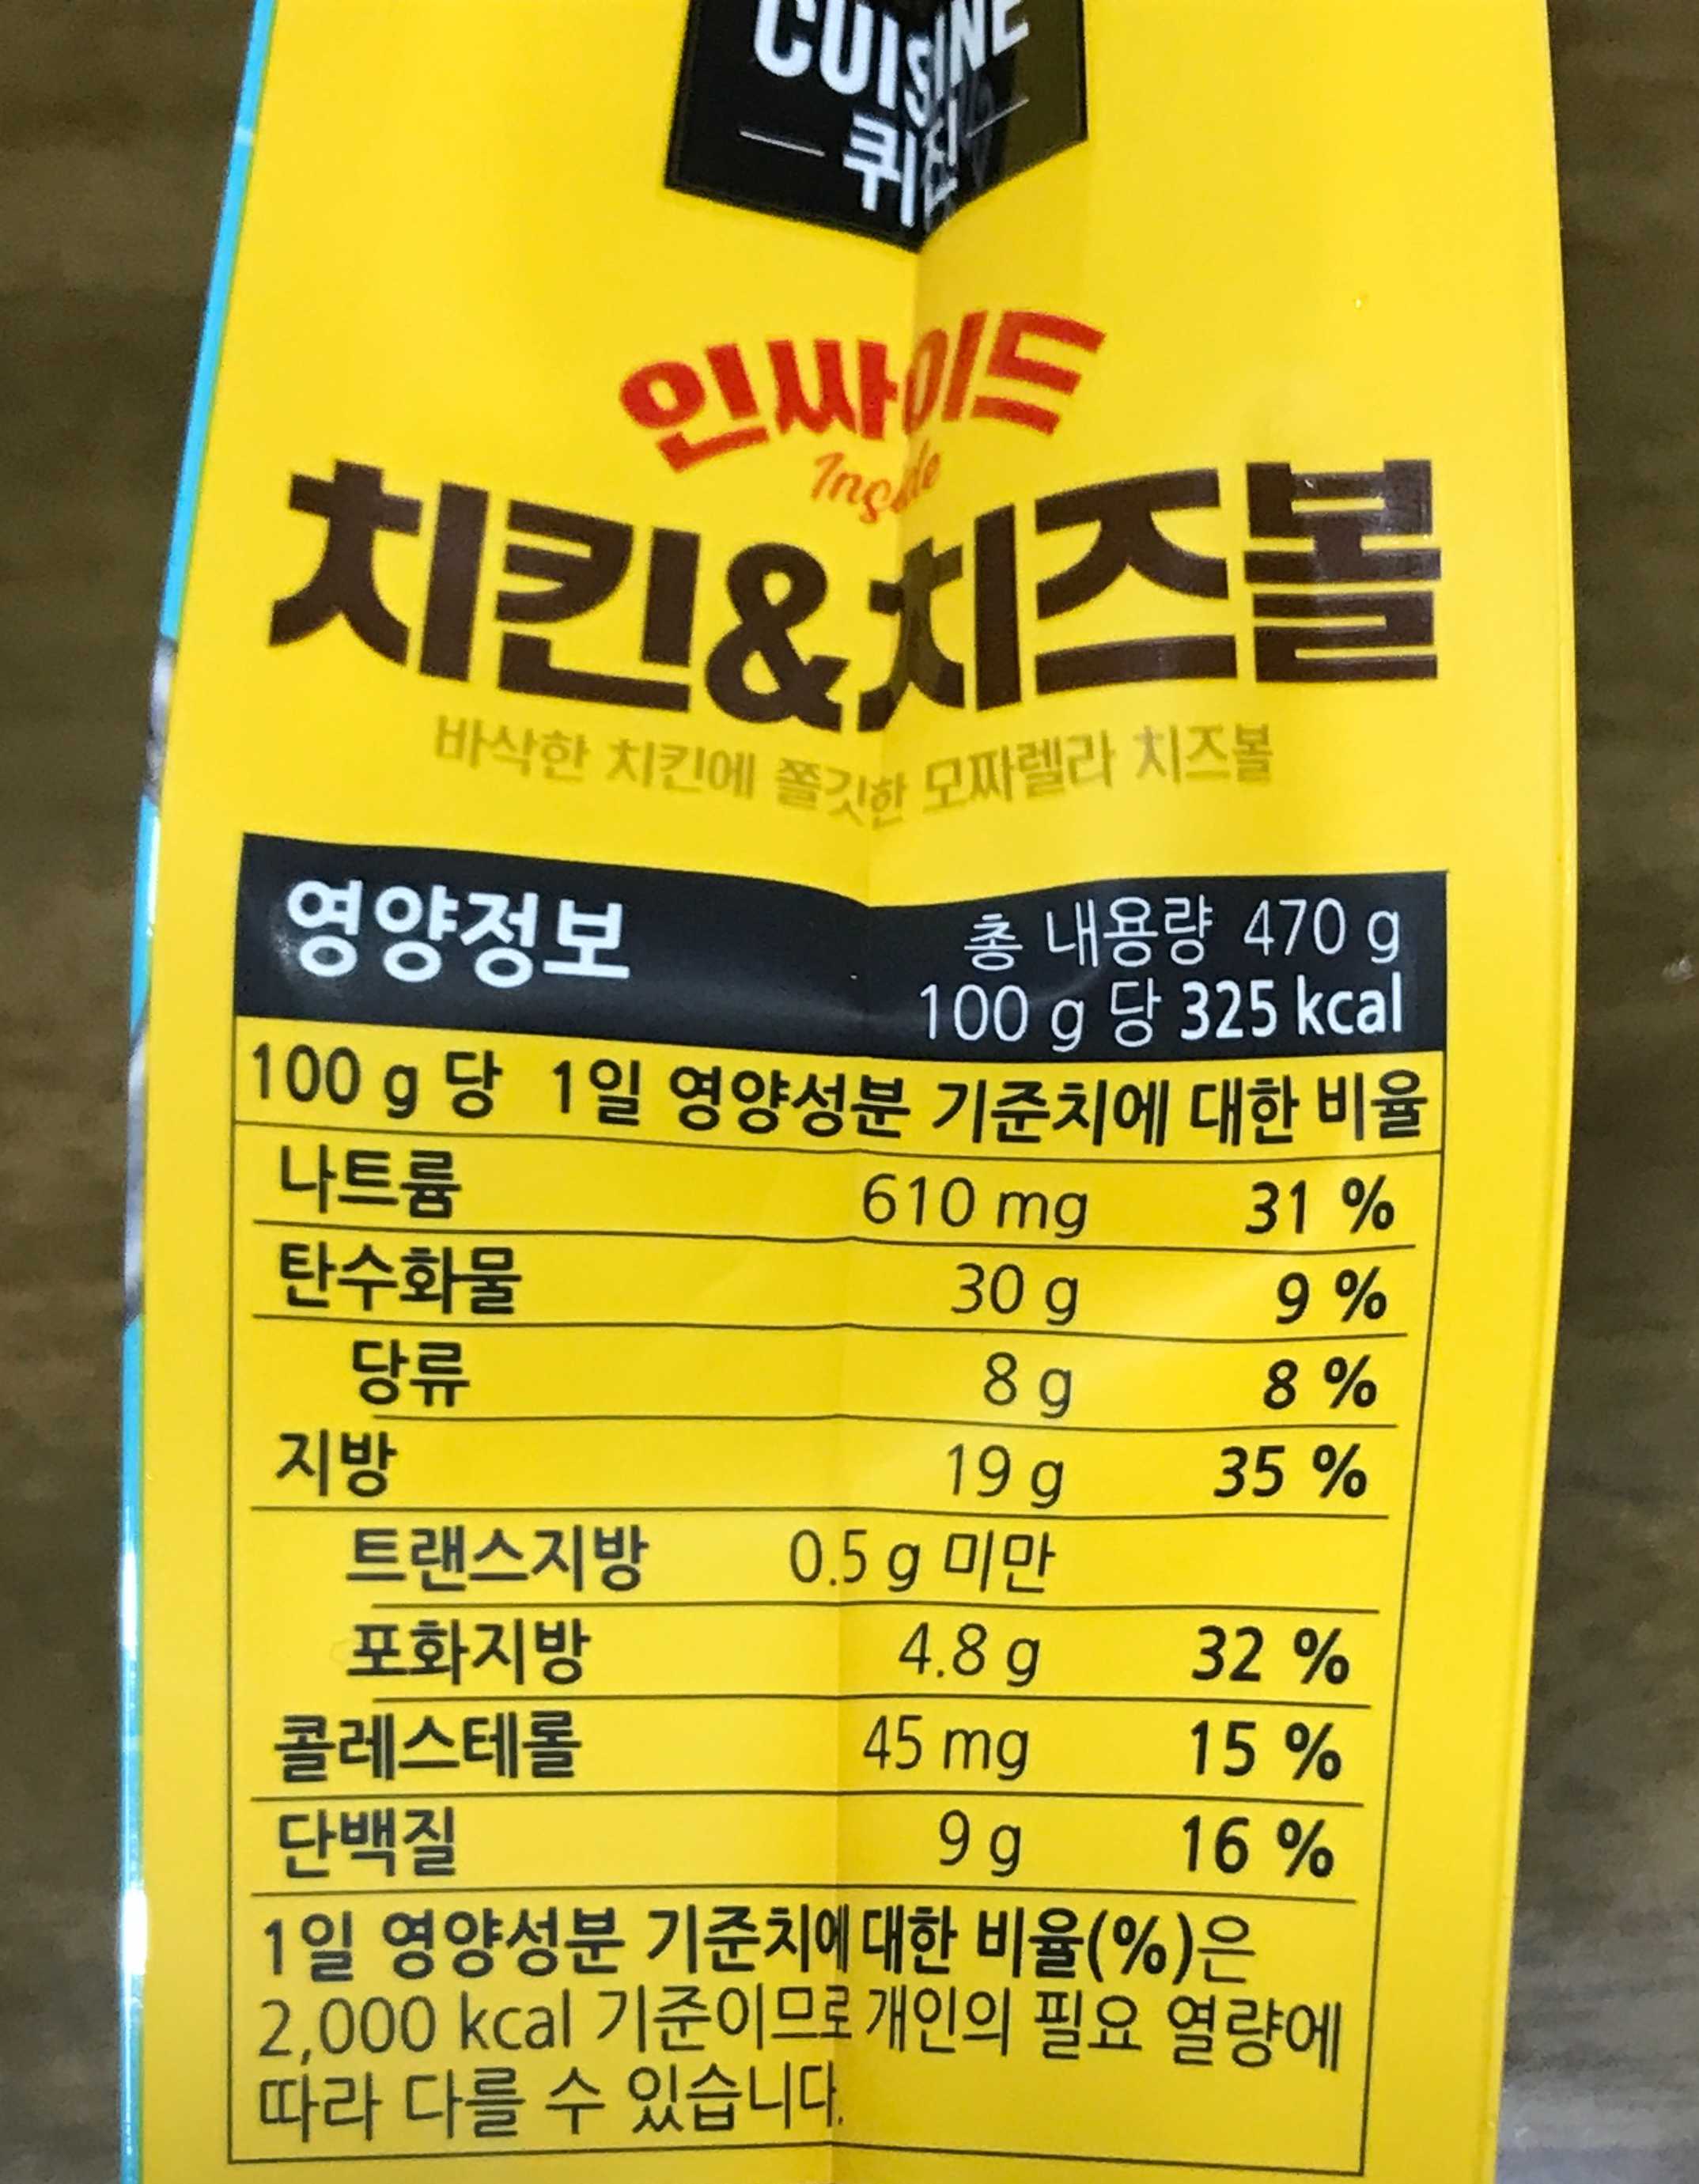 CUISINE
퀴진
인싸이드
Inside
치킨&치즈볼
바삭한 치킨에 쫄깃한 모짜렐라 치즈볼
영양정보
총 내용량 470 g
100 g 당 325 kcal
100 g 당 1일 영양성분 기준치에 대한 비율
나트륨 610 mg 31 %
탄수화물 30 g 9 %
당류 8 g 8 %
지방 19 g 35 %
트랜스지방 0.5 g 미만
포화지방 4.8 g 32 %
콜레스테롤 45 mg 15 %
단백질 9 g 16 %
1일 영양성분 기준치에 대한 비율(%)은
2,000 kcal 기준이므로 개인의 필요 열량에
따라 다를 수 있습니다.